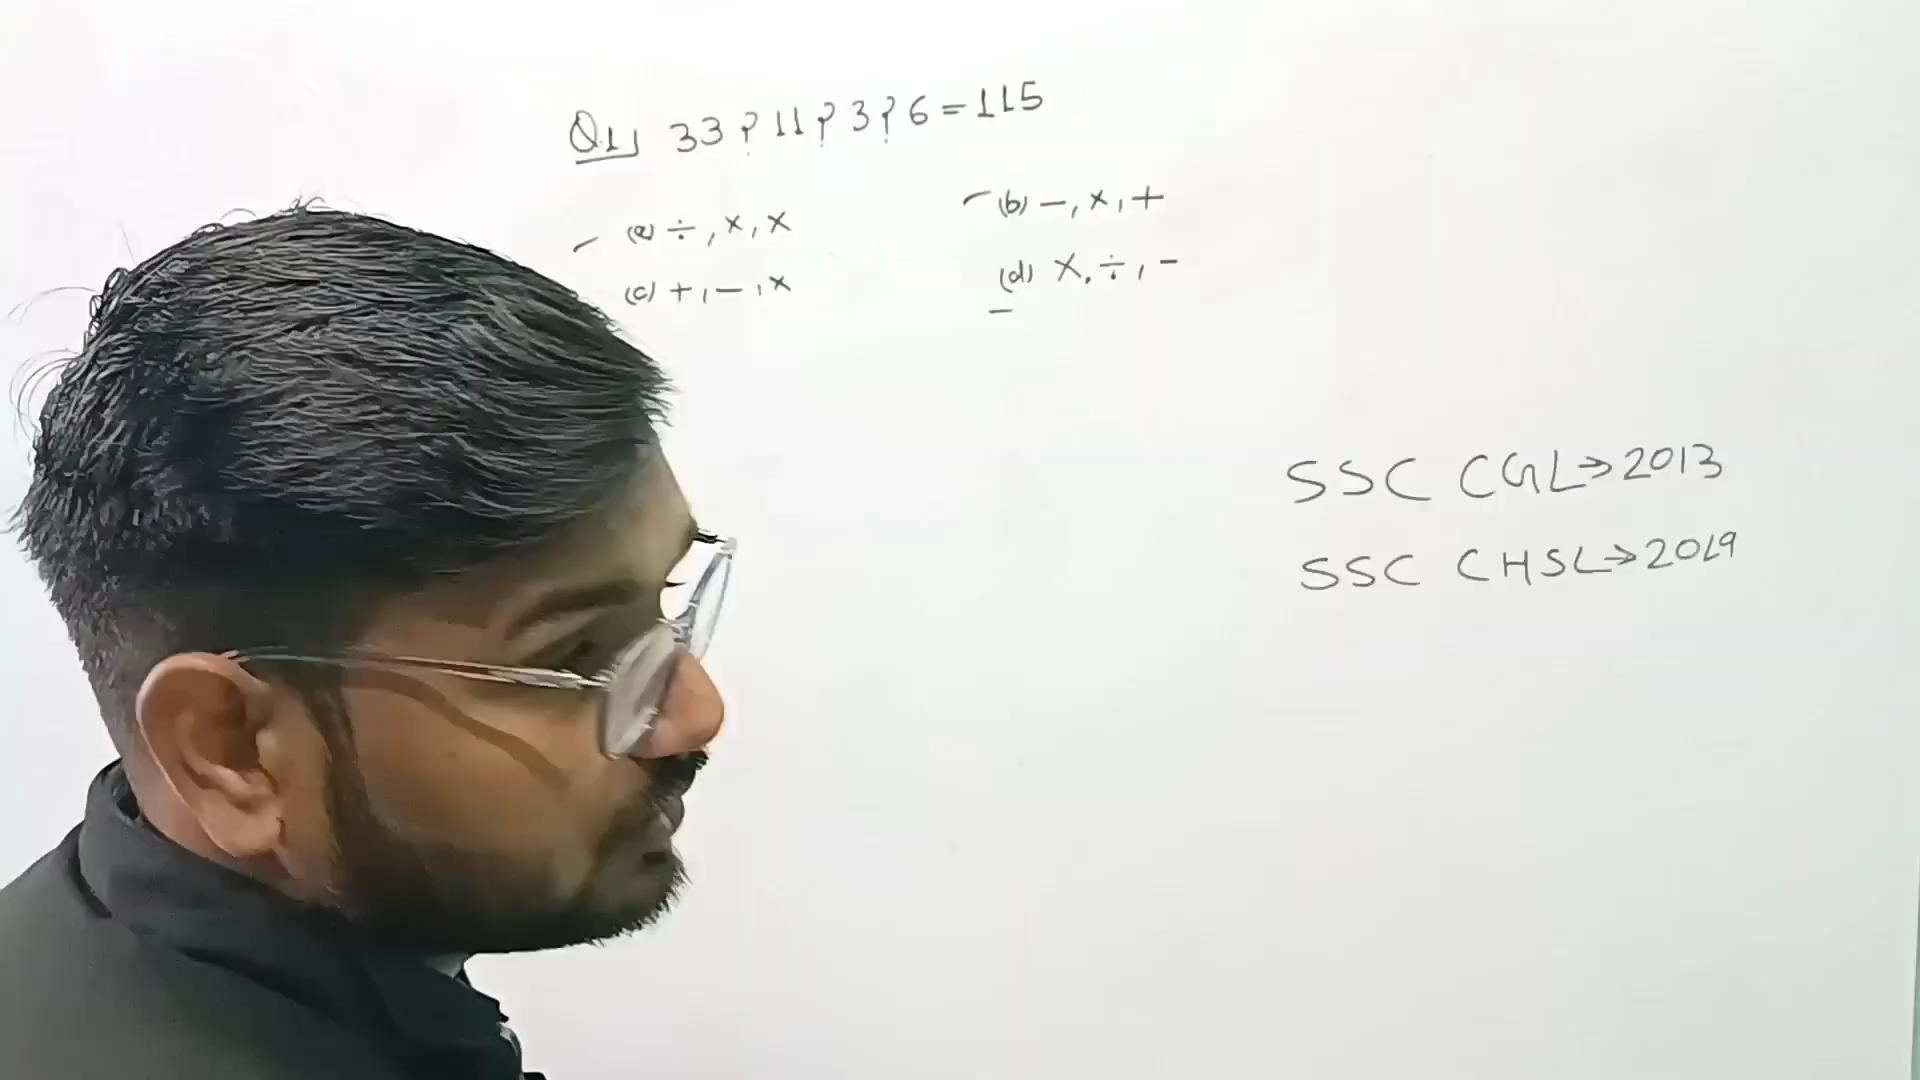 Q1) 33 ? 11 ? 3 ? 6 = 115
(a) ÷, ×, × (b) −, ×, +
(c) +, −, × (d) ×, ÷, -
SSC CGL → 2013
SSC CHSL → 2019